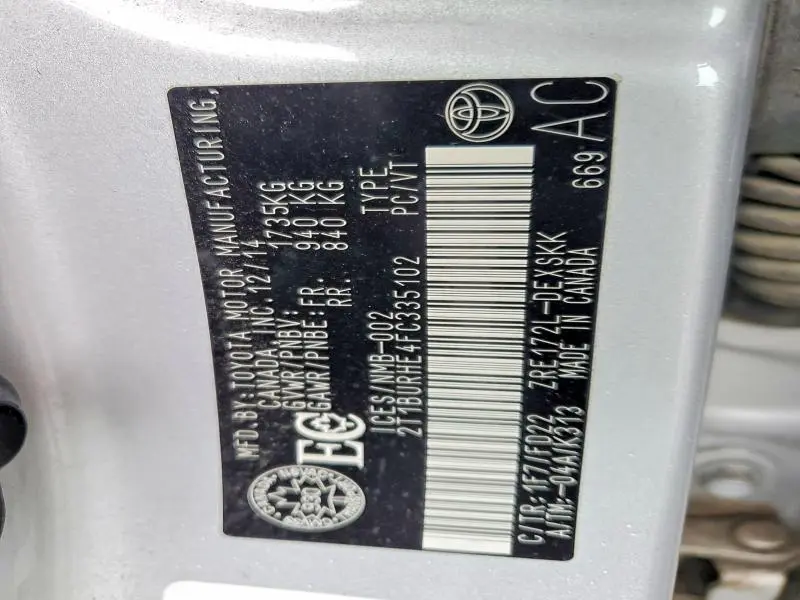 MFD.BY:TOYOTA MOTOR MANUFACTURING,
CANADA, INC. 12/14
GVWR/PNBV: 1735KG
GAWR/PNBE:FR. 940 KG
RR. 840 KG
EC
ICES/NMB-002 TYPE
2T1BURHE4FC335102 PC/VT
C/TR:1F7/FD22 ZRE172L-DEXSKK 669
A/TM:-04A/K313 MADE IN CANADA
AC